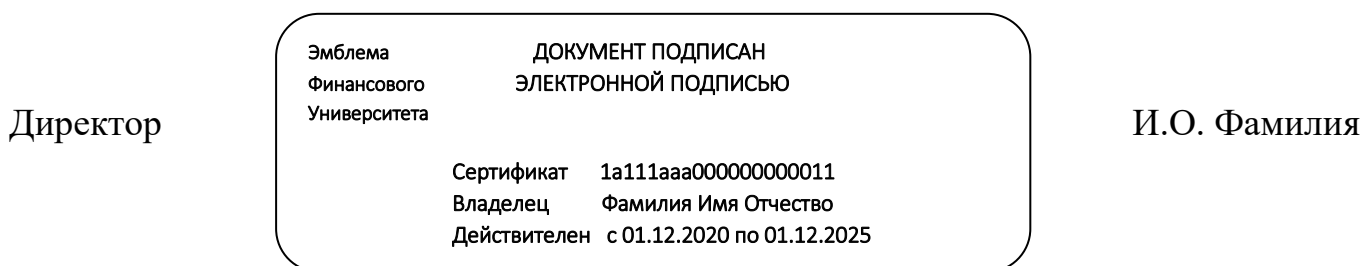 Эмблема ДОКУМЕНТ ПОДПИСАН
Финансового ЭЛЕКТРОННОЙ ПОДПИСЬЮ
Университета
Директор И.О. Фамилия
Сертификат 1а111ааа000000000011
Владелец Фамилия Имя Отчество
Действителен с 01.12.2020 по 01.12.2025